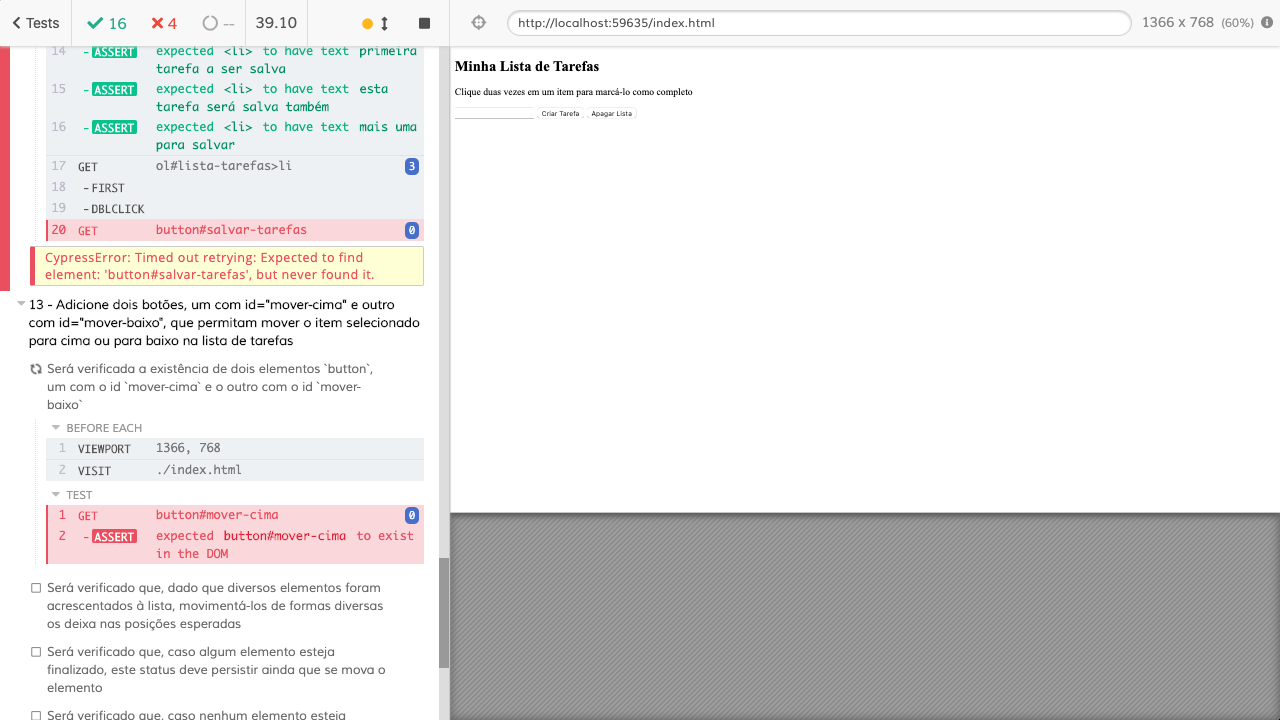 Tests 16 4 -- 39.10 http://localhost:59635/index.html 1366 x 768 (60%)
14 - ASSERT expected <li> to have text primeira
tarefa a ser salva
15 - ASSERT expected <li> to have text esta
tarefa será salva também
16 - ASSERT expected <li> to have text mais uma
para salvar
17 GET ol#lista-tarefas>li 3
18 - FIRST
19 - DBLCLICK
20 GET button#salvar-tarefas 0
CypressError: Timed out retrying: Expected to find
element: 'button#salvar-tarefas', but never found it.
13 - Adicione dois botões, um com id="mover-cima" e outro
com id="mover-baixo", que permitam mover o item selecionado
para cima ou para baixo na lista de tarefas
Será verificada a existência de dois elementos `button`,
um com o id `mover-cima` e o outro com o id `mover-
baixo`
BEFORE EACH
1 VIEWPORT 1366, 768
2 VISIT ./index.html
TEST
1 GET button#mover-cima 0
2 - ASSERT expected button#mover-cima to exist
in the DOM
Será verificado que, dado que diversos elementos foram
acrescentados à lista, movimentá-los de formas diversas
os deixa nas posições esperadas
Será verificado que, caso algum elemento esteja
finalizado, este status deve persistir ainda que se mova o
elemento
Será verificado que, caso nenhum elemento esteja
Minha Lista de Tarefas
Clique duas vezes em um item para marcá-lo como completo
Criar Tarefa Apagar Lista